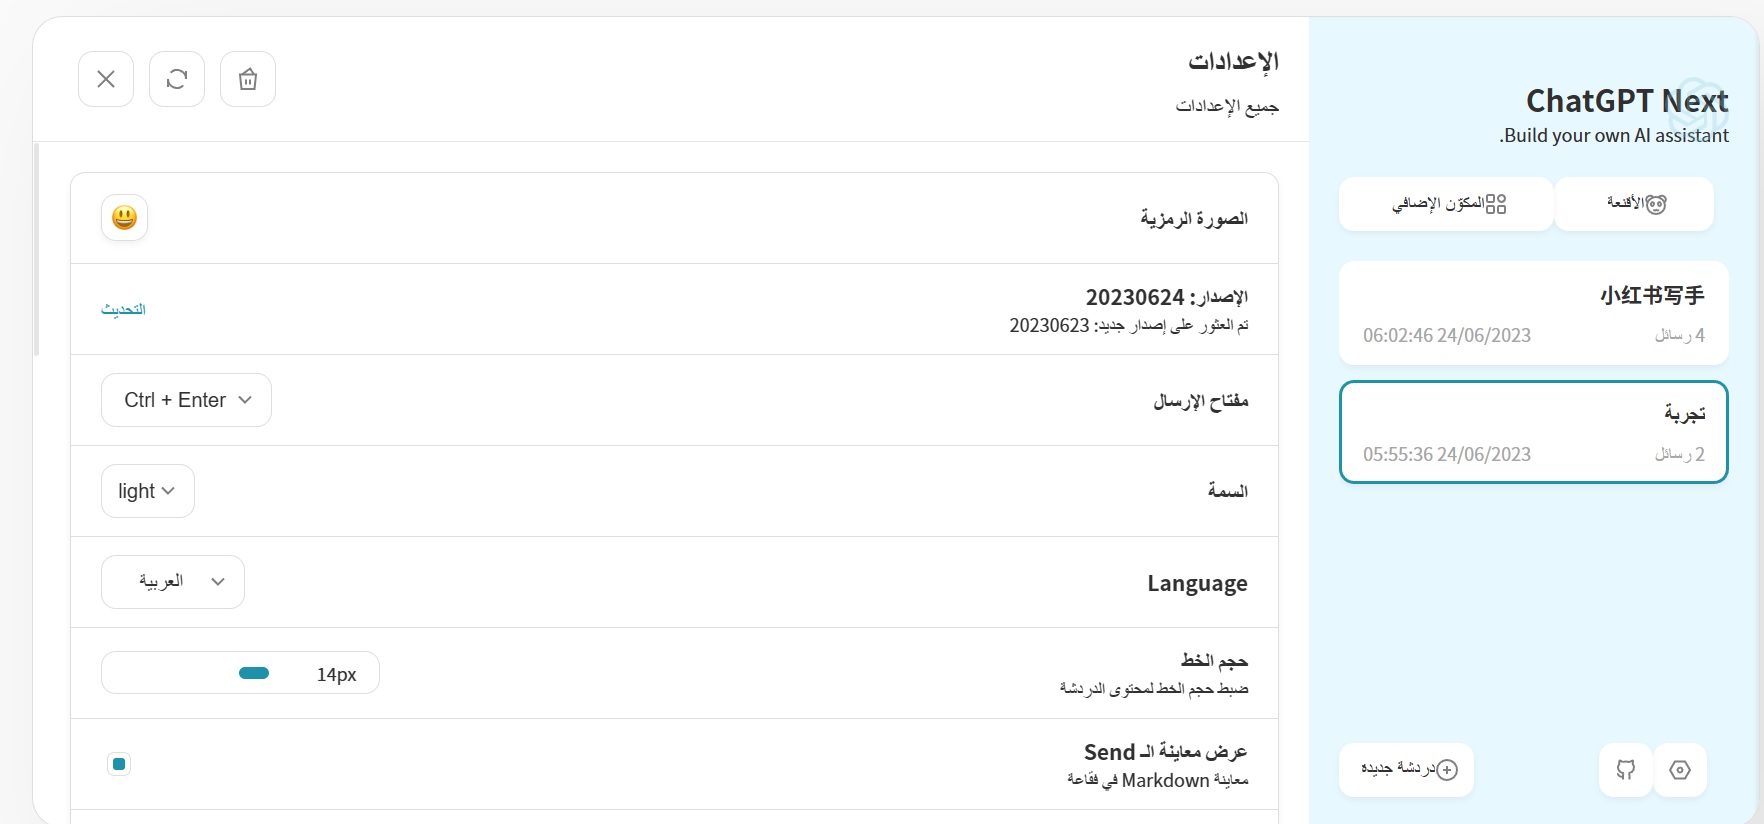 ChatGPT Next
Build your own AI assistant.
الأقنعة
المكوّن الإضافي
小红书写手
4 رسائل
24/06/2023 06:02:46
تجربة
2 رسائل
24/06/2023 05:55:36
دردشة جديدة
الإعدادات
جميع الإعدادات
الصورة الرمزية
الإصدار: 20230624
تم العثور على إصدار جديد: 20230623
التحديث
مفتاح الإرسال
Ctrl + Enter
السمة
light
Language
العربية
حجم الخط
ضبط حجم الخط لمحتوى الدردشة
14px
عرض معاينة الـ Send
معاينة Markdown في فقاعة